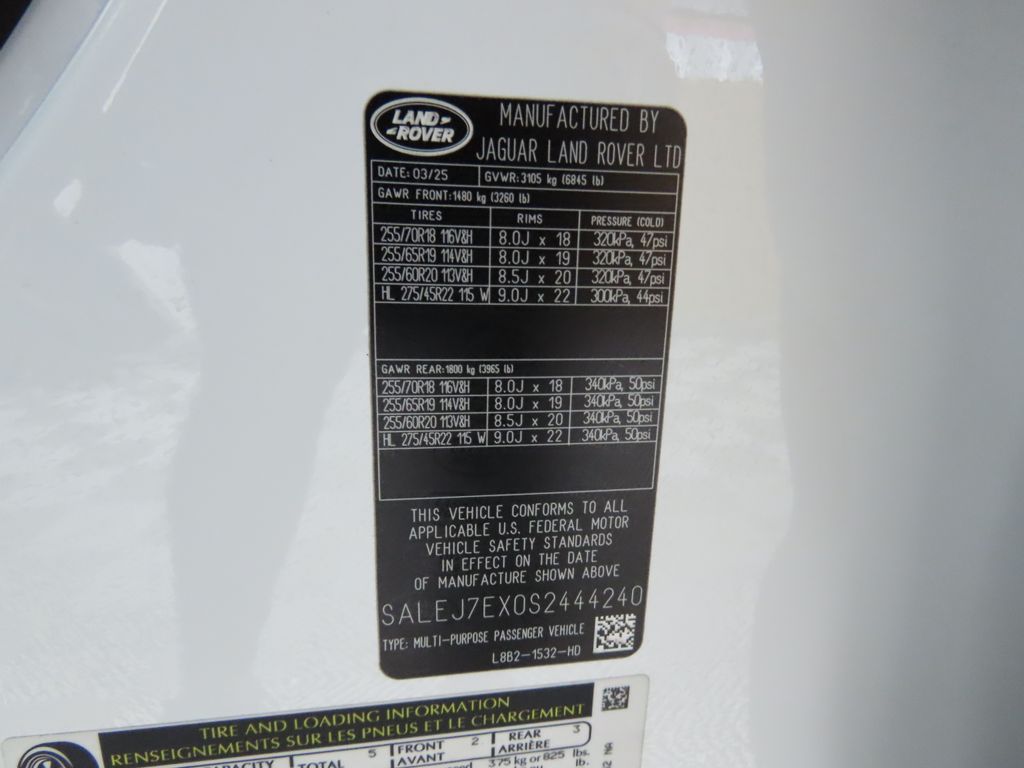 LAND
ROVER
MANUFACTURED BY
JAGUAR LAND ROVER LTD
DATE: 03/25 GVWR: 3105 kg (6845 lb)
GAWR FRONT: 1480 kg (3260 lb)
TIRES RIMS PRESSURE (COLD)
255/70R18 116V&H 8.0J x 18 320kPa, 47psi
255/65R19 114V&H 8.0J x 19 320kPa, 47psi
255/60R20 113V&H 8.5J x 20 320kPa, 47psi
HL 275/45R22 115 W 9.0J x 22 300kPa, 44psi
GAWR REAR: 1800 kg (3965 lb)
255/70R18 116V&H 8.0J x 18 340kPa, 50psi
255/65R19 114V&H 8.0J x 19 340kPa, 50psi
255/60R20 113V&H 8.5J x 20 340kPa, 50psi
HL 275/45R22 115 W 9.0J x 22 340kPa, 50psi
THIS VEHICLE CONFORMS TO ALL
APPLICABLE U.S. FEDERAL MOTOR
VEHICLE SAFETY STANDARDS
IN EFFECT ON THE DATE
OF MANUFACTURE SHOWN ABOVE
SALEJ7EX0S2444240
TYPE: MULTI-PURPOSE PASSENGER VEHICLE
L8B2-1532-HD
TIRE AND LOADING INFORMATION
RENSEIGNEMENTS SUR LES PNEUS ET LE CHARGEMENT
CAPACITY TOTAL 5 FRONT 2 REAR 3
AVANT ARRIÈRE
375 kg or 825 lbs.
lb.